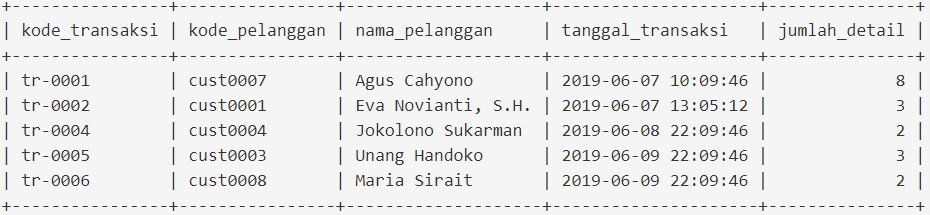 +----------------+----------------+-------------------+---------------------+---------------+
| kode_transaksi | kode_pelanggan | nama_pelanggan    | tanggal_transaksi   | jumlah_detail |
+----------------+----------------+-------------------+---------------------+---------------+
| tr-0001        | cust0007       | Agus Cahyono      | 2019-06-07 10:09:46 |             8 |
| tr-0002        | cust0001       | Eva Novianti, S.H. | 2019-06-07 13:05:12 |             3 |
| tr-0004        | cust0004       | Jokolono Sukarman | 2019-06-08 22:09:46 |             2 |
| tr-0005        | cust0003       | Unang Handoko     | 2019-06-09 22:09:46 |             3 |
| tr-0006        | cust0008       | Maria Sirait      | 2019-06-09 22:09:46 |             2 |
+----------------+----------------+-------------------+---------------------+---------------+